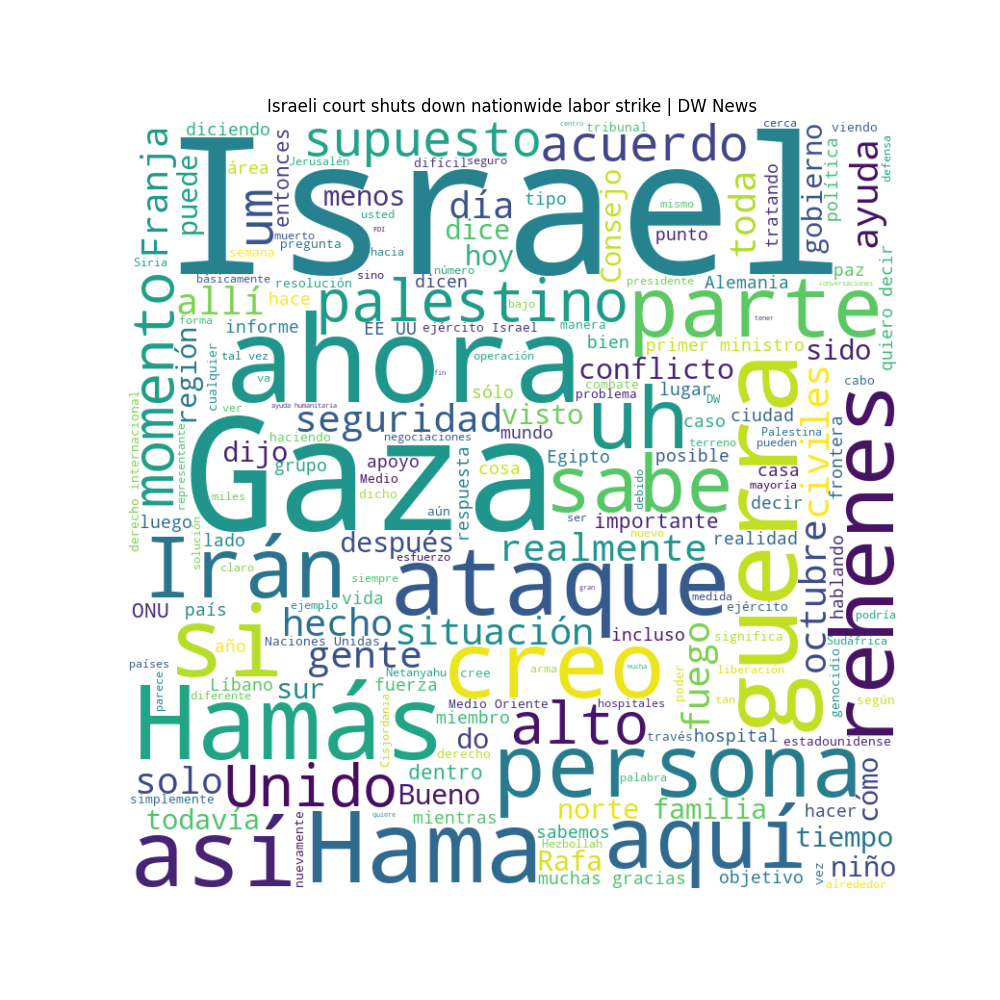 Israeli court shuts down nationwide labor strike | DW News
diciendo
supuesto
acuerdo
centro
tribunal
cerca
viendo
defensa
Franja
puede
área
Israel
um
entonces
Jerusalén
difícil
seguro
menos
usted
FDI
día
dice
hoy
tipo
Consejo
mismo
punto
toda
tratando
gobierno
política
ayuda
Siria
semana
muerto
pregunta
hacia
básicamente
resolución
sino
número
dicen
presidente
Alemania
paz
conversaciones
quiero decir
momento
allí
hace
palestino
bajo
parte
forma
informe
EE UU
ejército Israel
manera
bien
tener
primer ministro
sido
región
tal vez
va
cualquier
ahora
operación
fin
sólo
combate
problema
conflicto
lugar
DW
cabo
ver
ayuda humanitaria
seguridad
visto
uh
caso
ciudad
guerra
civiles
rehenes
derecho internacional
representante
haciendo
negociaciones
mundo
terreno
Palestina
pueden
frontera
dijo
grupo
apoyo
Medio
dicho
cosa
respuesta
Egipto
posible
casa
mayoría
miles
Gaza
aún
sabe
debido
decir
luego
solución
lado
ser
importante
nuevo
realidad
octubre
hablando
Irán
claro
después
esfuerzo
realmente
siempre
ataque
gran
medida
ejército
ONU
país
ejemplo
vida
podría
si
año
hecho
Naciones Unidas
situación
incluso
fuego
significa
Sudáfrica
gente
países
parece
Líbano
diferente
sur
Netanyahu
cree
creo
arma
mucha
poder
liberación
tan
genocidio
según
fuerza
Hamás
Cisjordania
Medio Oriente
miembro
hospitales
alto
través
hospital
estadounidense
do
derecho
solo
Unido
Bueno
dentro
persona
palabra
cómo
simplemente
todavía
nuevamente
quiere
mientras
norte
familia
hacer
así
Hama
sabemos
Hezbollah
Rafa
aquí
tiempo
muchas gracias
objetivo
vez
niño
alrededor